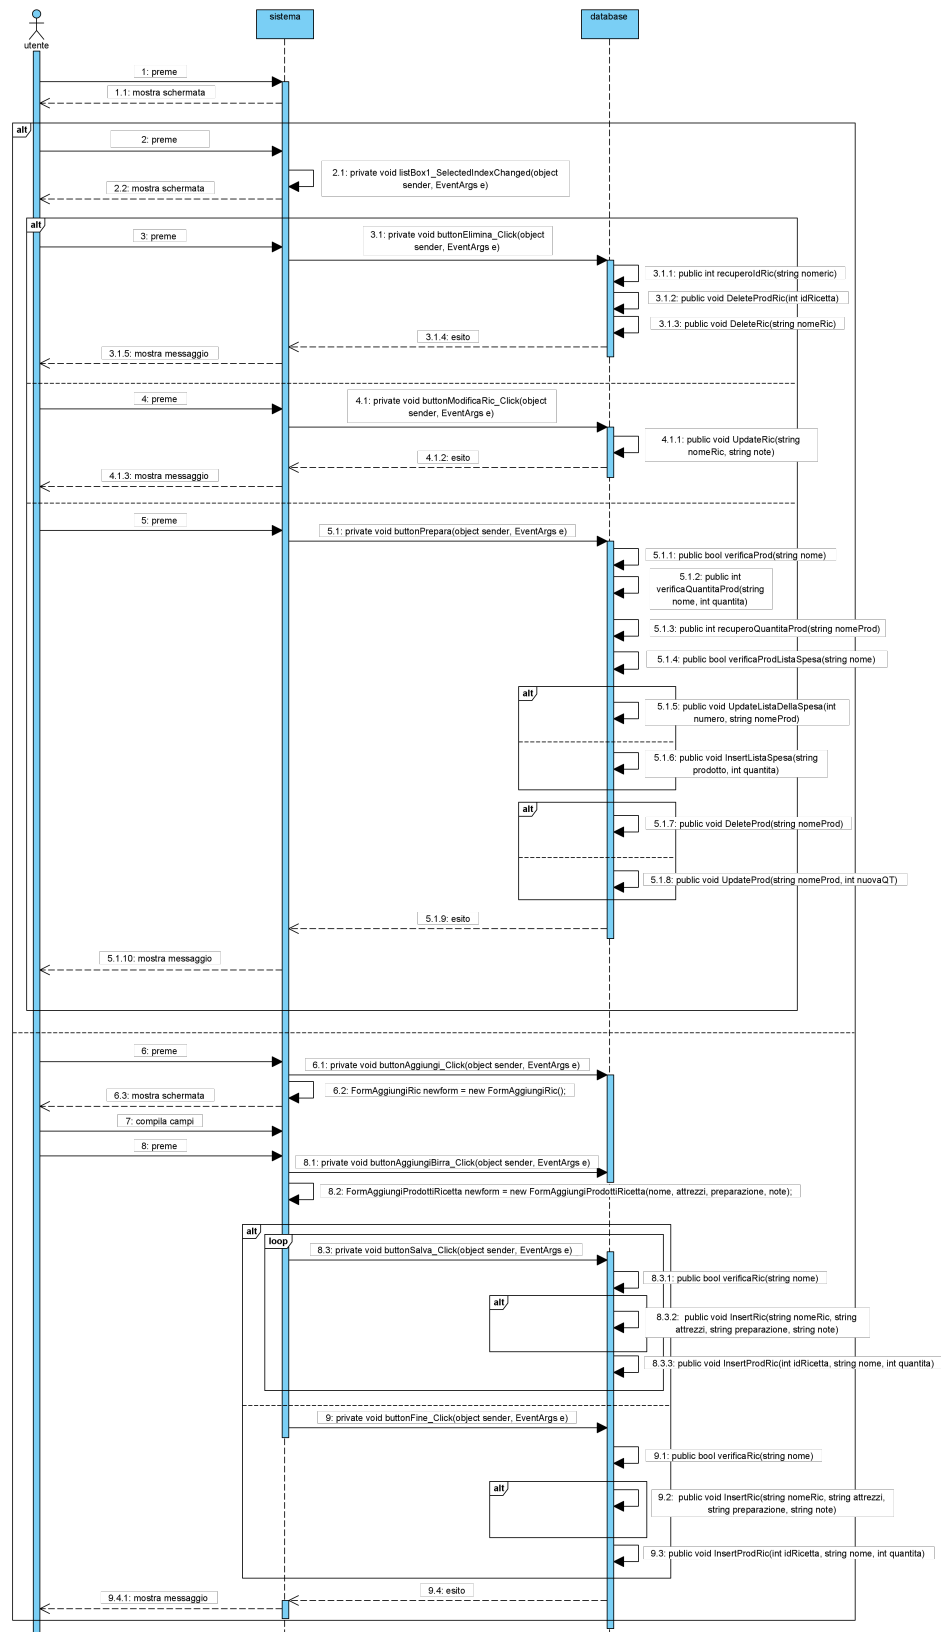 sistema
database
utente
1: preme
1.1: mostra schermata
alt
2: preme
2.1: private void listBox1_SelectedIndexChanged(object
sender, EventArgs e)
2.2: mostra schermata
alt
3: preme
3.1: private void buttonElimina_Click(object
sender, EventArgs e)
3.1.1: public int recuperoIdRic(string nomeric)
3.1.2: public void DeleteProdRic(int idRicetta)
3.1.3: public void DeleteRic(string nomeRic)
3.1.4: esito
3.1.5: mostra messaggio
4: preme
4.1: private void buttonModificaRic_Click(object
sender, EventArgs e)
4.1.1: public void UpdateRic(string
nomeRic, string note)
4.1.2: esito
4.1.3: mostra messaggio
5: preme
5.1: private void buttonPrepara(object sender, EventArgs e)
5.1.1: public bool verificaProd(string nome)
5.1.2: public int
verificaQuantitaProd(string
nome, int quantita)
5.1.3: public int recuperoQuantitaProd(string nomeProd)
5.1.4: public bool verificaProdListaSpesa(string nome)
alt
5.1.5: public void UpdateListaDellaSpesa(int
numero, string nomeProd)
5.1.6: public void InsertListaSpesa(string
prodotto, int quantita)
alt
5.1.7: public void DeleteProd(string nomeProd)
5.1.8: public void UpdateProd(string nomeProd, int nuovaQT)
5.1.9: esito
5.1.10: mostra messaggio
6: preme
6.1: private void buttonAggiungi_Click(object sender, EventArgs e)
6.2: FormAggiungiRic newform = new FormAggiungiRic();
6.3: mostra schermata
7: compila campi
8: preme
8.1: private void buttonAggiungiBirra_Click(object sender, EventArgs e)
8.2: FormAggiungiProdottiRicetta newform = new FormAggiungiProdottiRicetta(nome, attrezzi, preparazione, note);
alt
loop
8.3: private void buttonSalva_Click(object sender, EventArgs e)
8.3.1: public bool verificaRic(string nome)
alt
8.3.2:  public void InsertRic(string nomeRic, string
attrezzi, string preparazione, string note)
8.3.3: public void InsertProdRic(int idRicetta, string nome, int quantita)
9: private void buttonFine_Click(object sender, EventArgs e)
9.1: public bool verificaRic(string nome)
alt
9.2:  public void InsertRic(string nomeRic, string attrezzi,
string preparazione, string note)
9.3: public void InsertProdRic(int idRicetta, string nome, int quantita)
9.4: esito
9.4.1: mostra messaggio